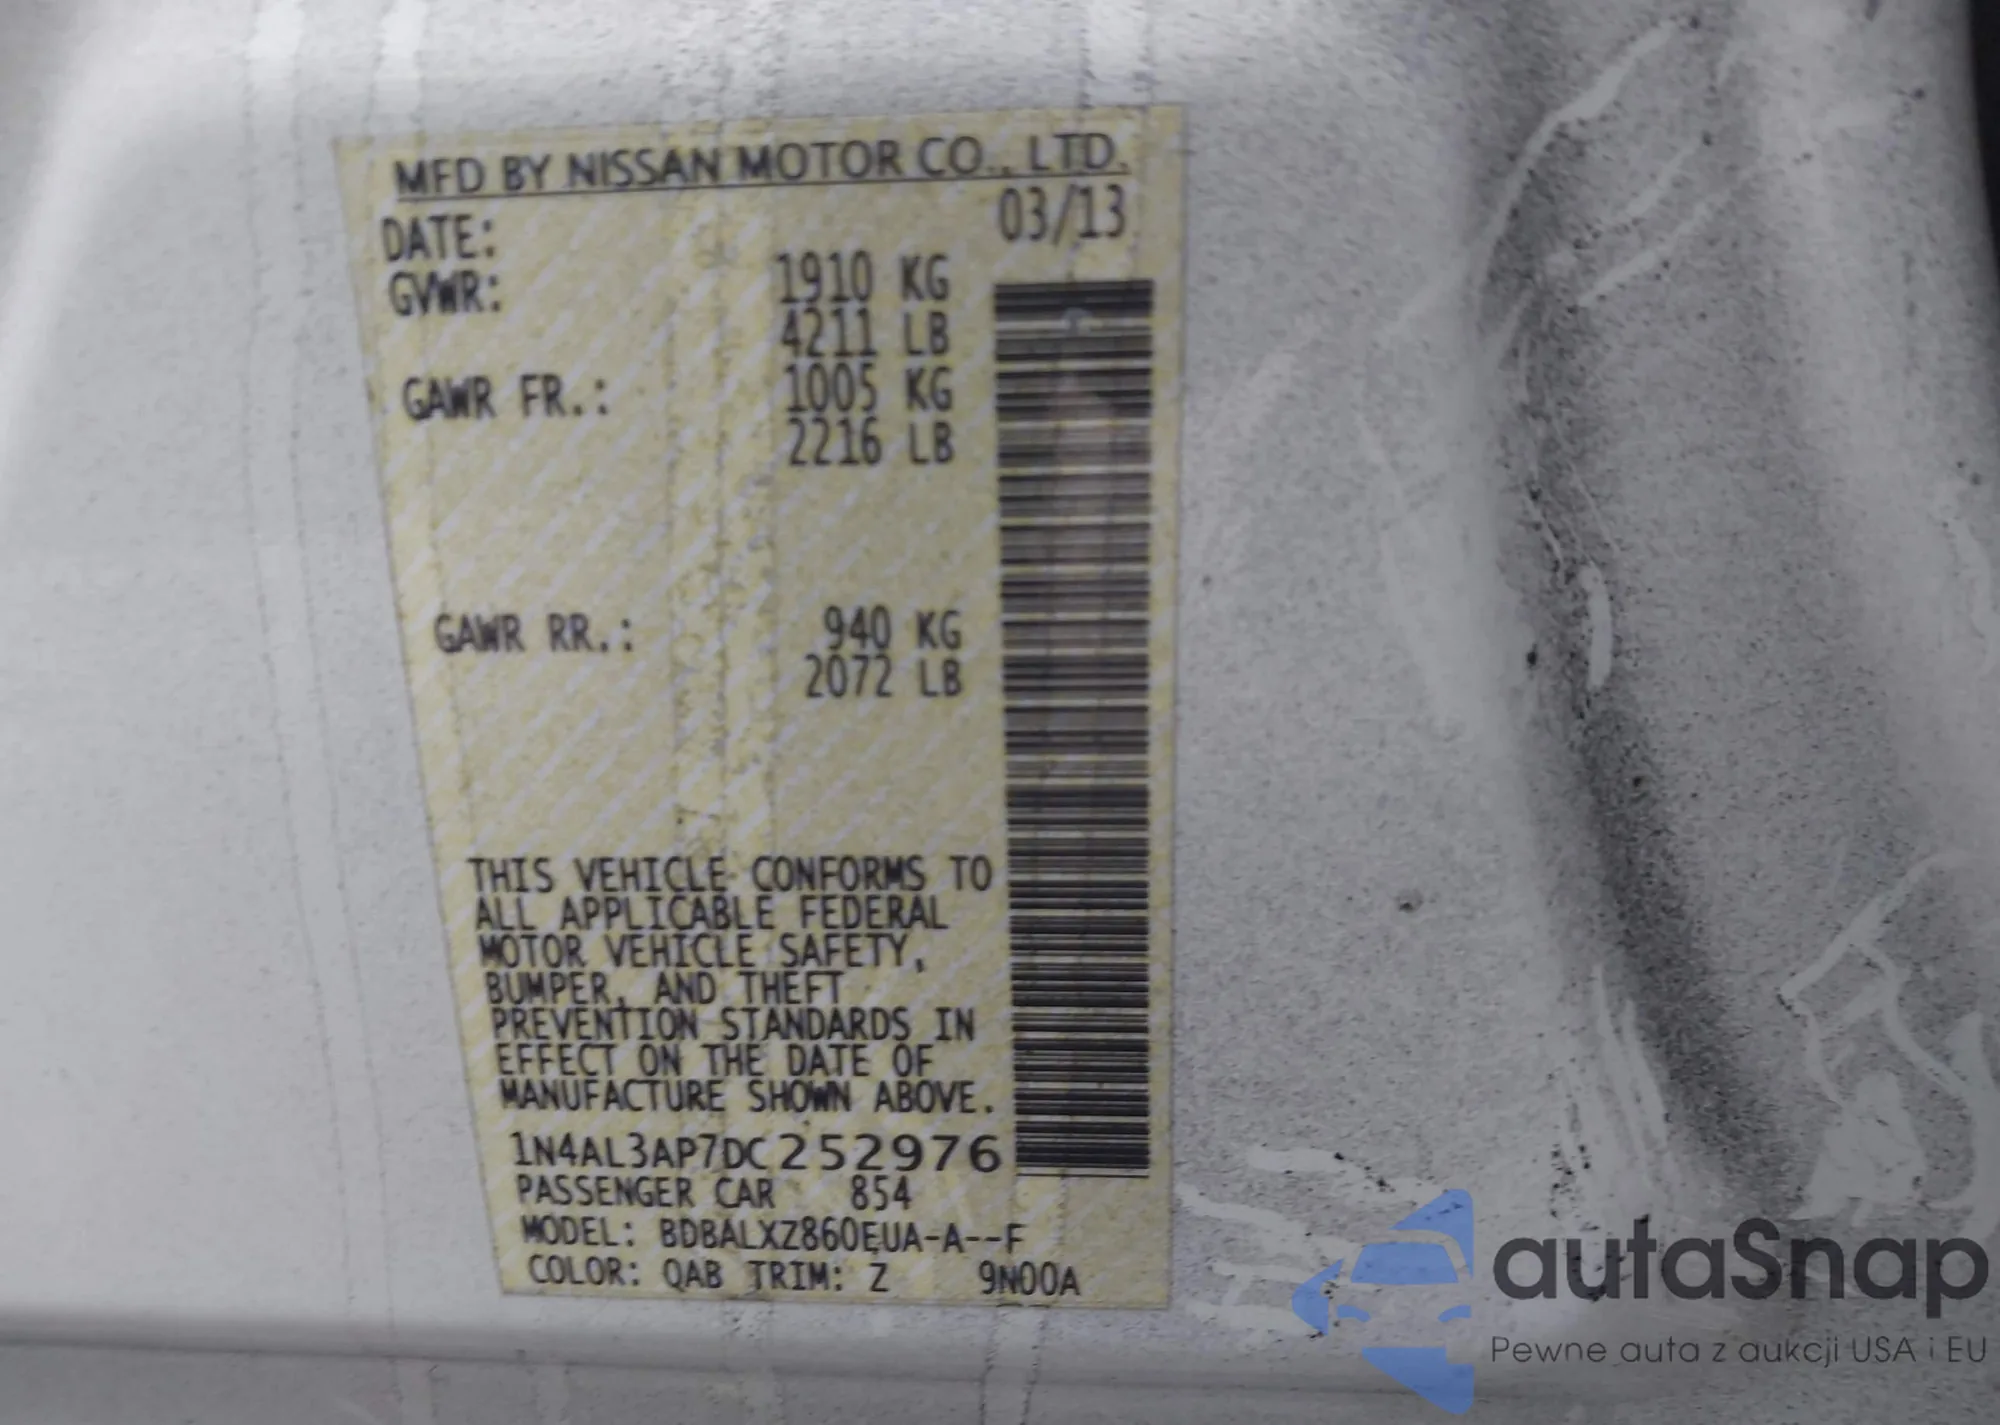 MFD BY NISSAN MOTOR CO., LTD.
DATE: 03/13
GVWR: 1910 KG
4211 LB
GAWR FR.: 1005 KG
2216 LB
GAWR RR.: 940 KG
2072 LB
THIS VEHICLE CONFORMS TO
ALL APPLICABLE FEDERAL
MOTOR VEHICLE SAFETY,
BUMPER, AND THEFT
PREVENTION STANDARDS IN
EFFECT ON THE DATE OF
MANUFACTURE SHOWN ABOVE.
1N4AL3AP7DC252976
PASSENGER CAR 854
MODEL: BDBALXZ860EUA-A--F
COLOR: QAB TRIM: Z 9N00A
autaSnap
Pewne auta z aukcji USA i EU